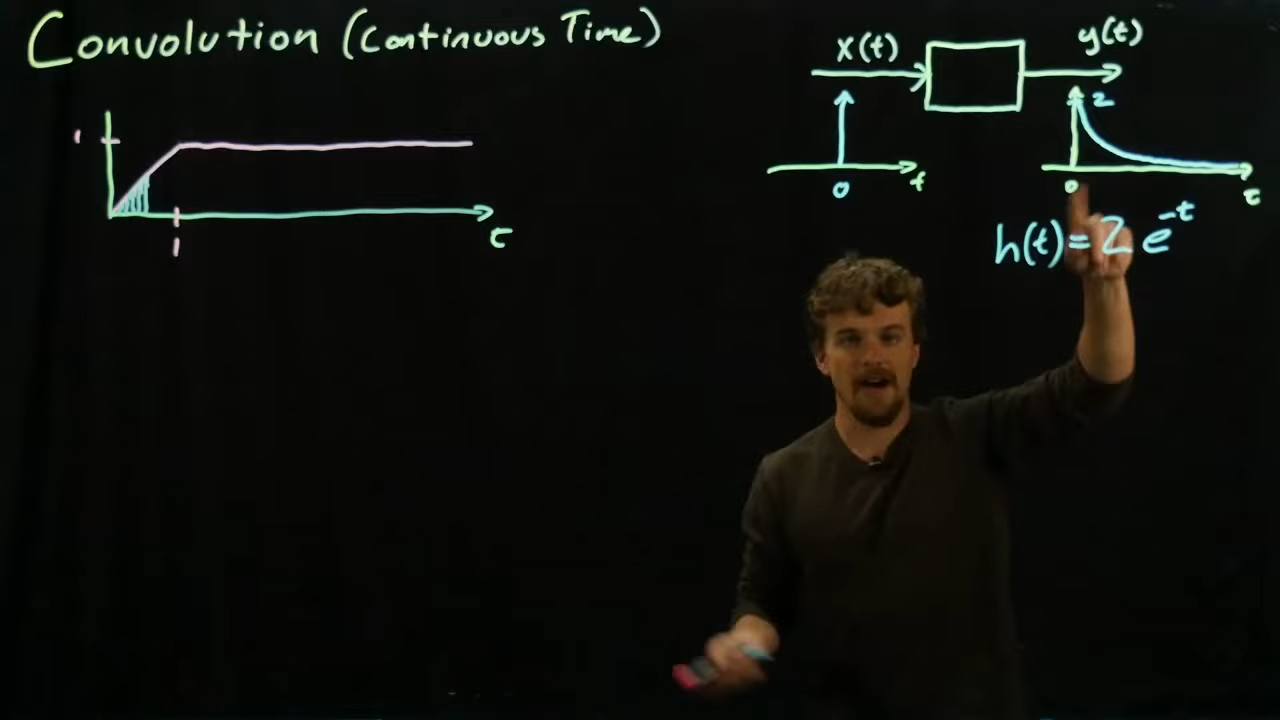 Convolution (Continuous Time)
x(t)
y(t)
2
1
0
t
0
t
1
t
h(t) = 2 e^-t